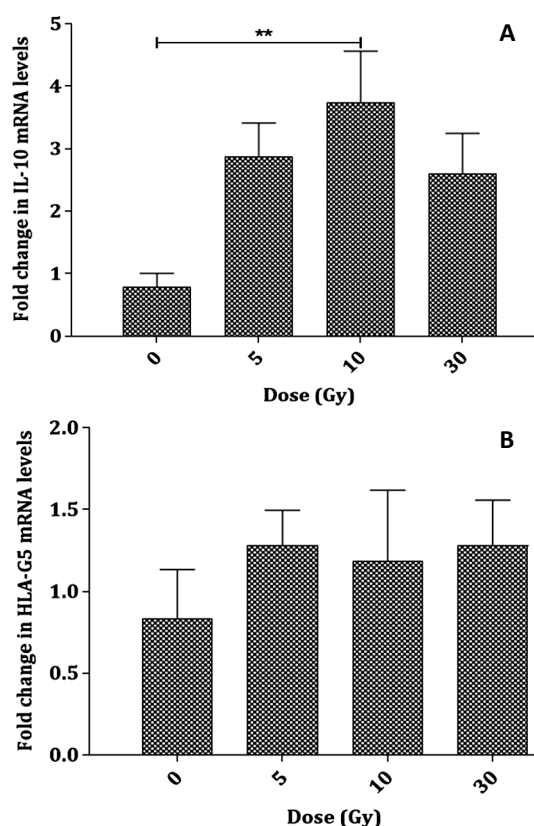 A
**
Fold change in IL-10 mRNA levels
5
4
3
2
1
0
0 5 10 30
Dose (Gy)
B
Fold change in HLA-G5 mRNA levels
2.0
1.5
1.0
0.5
0.0
0 5 10 30
Dose (Gy)